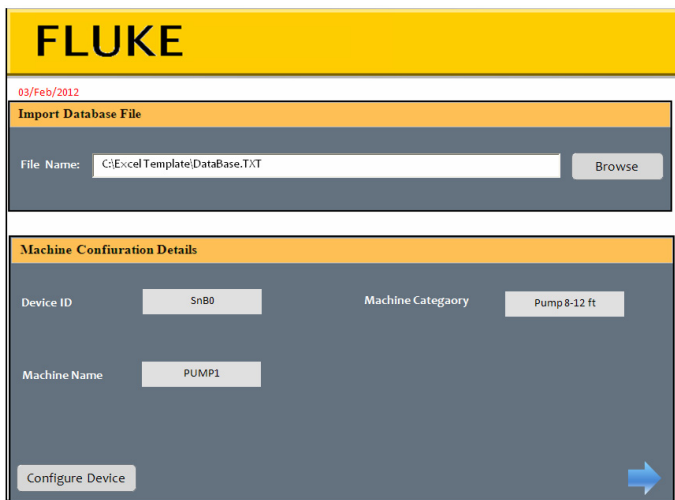 FLUKE
03/Feb/2012
Import Database File
File Name: C:\Excel Template\DataBase.TXT Browse
Machine Confiuration Details
Device ID SnB0 Machine Categaory Pump 8-12 ft
Machine Name PUMP1
Configure Device